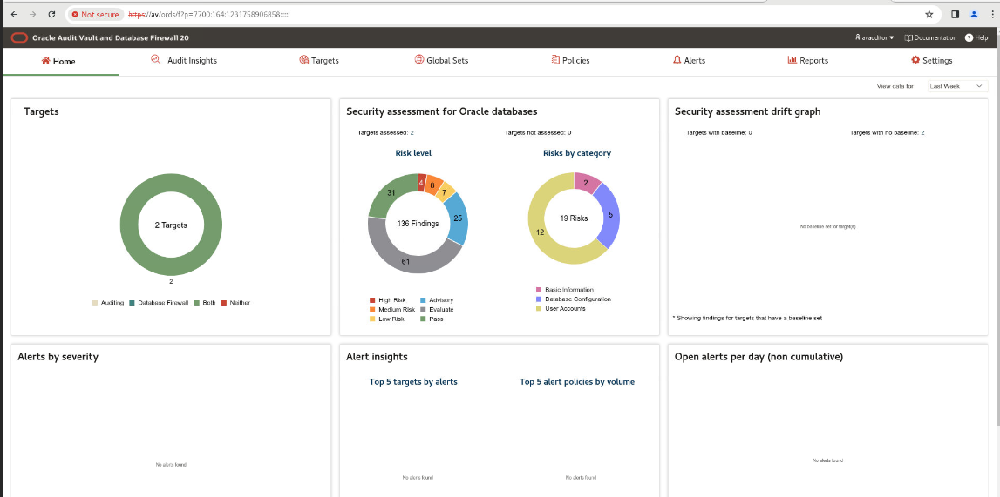 Not secure https://av/ords/f?p=7700:164:1231758906858:::::
Oracle Audit Vault and Database Firewall 20 avauditor Documentation Help
Home Audit Insights Targets Global Sets Policies Alerts Reports Settings
View data for Last Week
Targets
2 Targets
2
Auditing Database Firewall Both Neither
Security assessment for Oracle databases
Targets assessed: 2 Targets not assessed: 0
Risk level
4
8
7
25
61
31
136 Findings
High Risk Advisory
Medium Risk Evaluate
Low Risk Pass
Risks by category
2
5
12
19 Risks
Basic Information
Database Configuration
User Accounts
Security assessment drift graph
Targets with baseline: 0 Targets with no baseline: 2
No baseline set for target(s)
* Showing findings for targets that have a baseline set
Alerts by severity
No alerts found
Alert insights
Top 5 targets by alerts Top 5 alert policies by volume
No alerts found No alerts found
Open alerts per day (non cumulative)
No alerts found